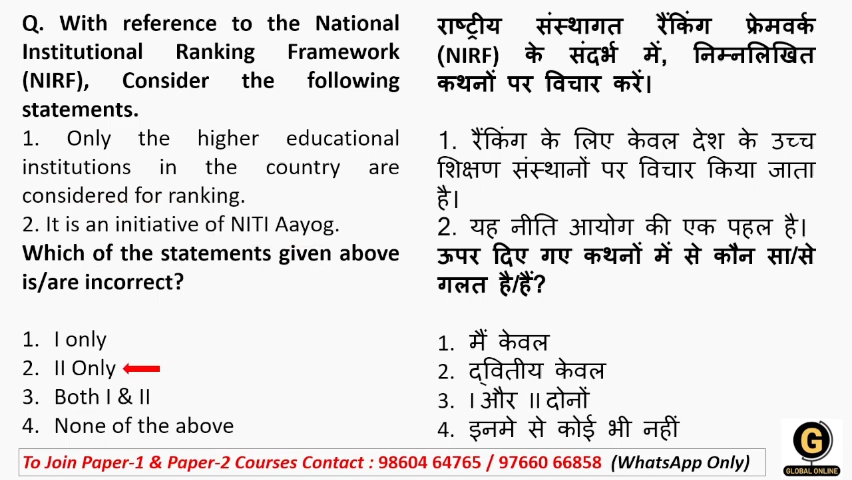 Q. With reference to the National
Institutional Ranking Framework
(NIRF), Consider the following
statements.
1. Only the higher educational
institutions in the country are
considered for ranking.
2. It is an initiative of NITI Aayog.
Which of the statements given above
is/are incorrect?
1. I only
2. II Only
3. Both I & II
4. None of the above
राष्ट्रीय संस्थागत रैंकिंग फ्रेमवर्क
(NIRF) के संदर्भ में, निम्नलिखित
कथनों पर विचार करें।
1. रैंकिंग के लिए केवल देश के उच्च
शिक्षण संस्थानों पर विचार किया जाता
है।
2. यह नीति आयोग की एक पहल है।
ऊपर दिए गए कथनों में से कौन सा/से
गलत है/हैं?
1. मैं केवल
2. द्वितीय केवल
3. I और II दोनों
4. इनमे से कोई भी नहीं
To Join Paper-1 & Paper-2 Courses Contact : 98604 64765 / 97660 66858 (WhatsApp Only)
G
GLOBAL ONLINE